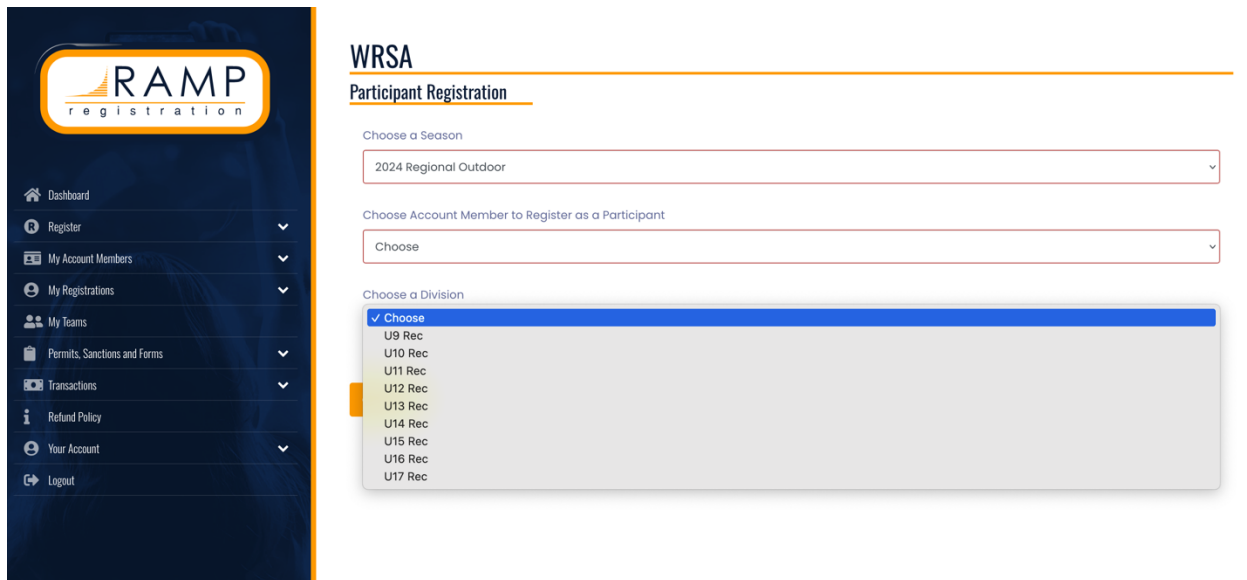 RAMP
registration
Dashboard
Register
My Account Members
My Registrations
My Teams
Permits, Sanctions and Forms
Transactions
Refund Policy
Your Account
Logout
WRSA
Participant Registration
Choose a Season
2024 Regional Outdoor
Choose Account Member to Register as a Participant
Choose
Choose a Division
✓ Choose
U9 Rec
U10 Rec
U11 Rec
U12 Rec
U13 Rec
U14 Rec
U15 Rec
U16 Rec
U17 Rec